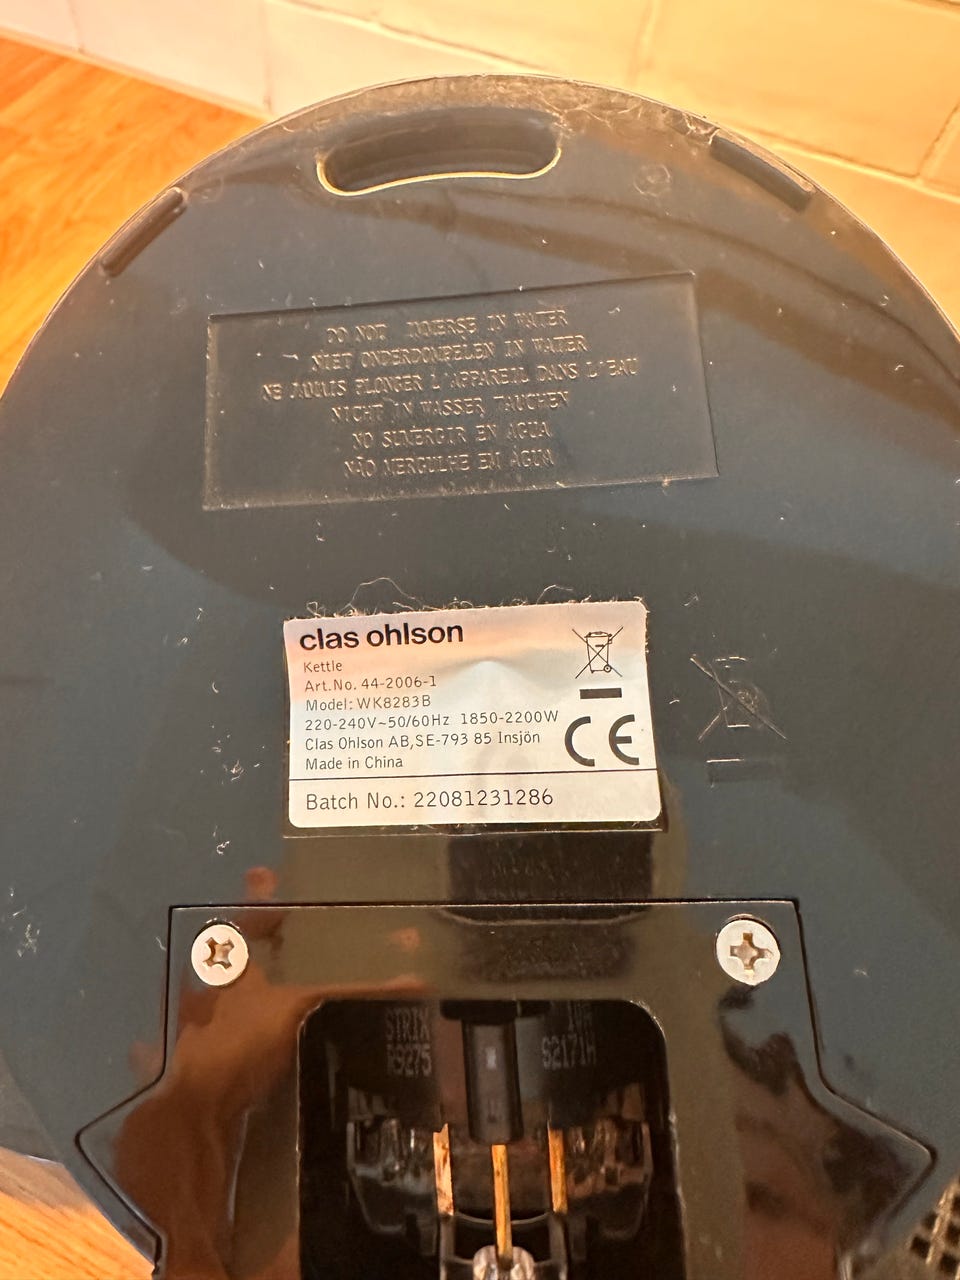 DO NOT IMMERSE IN WATER
NIET ONDERDOMPELEN IN WATER
NE JAMAIS PLONGER L'APPAREIL DANS L'EAU
NICHT IN WASSER TAUCHEN
NO SUMERGIR EN AGUA
NÃO MERGULHE EM AGUA
clas ohlson
Kettle
Art.No. 44-2006-1
Model: WK8283B
220-240V~50/60Hz 1850-2200W
Clas Ohlson AB,SE-793 85 Insjön
Made in China
CE
Batch No.: 22081231286
STRIX
R9275 S2171H